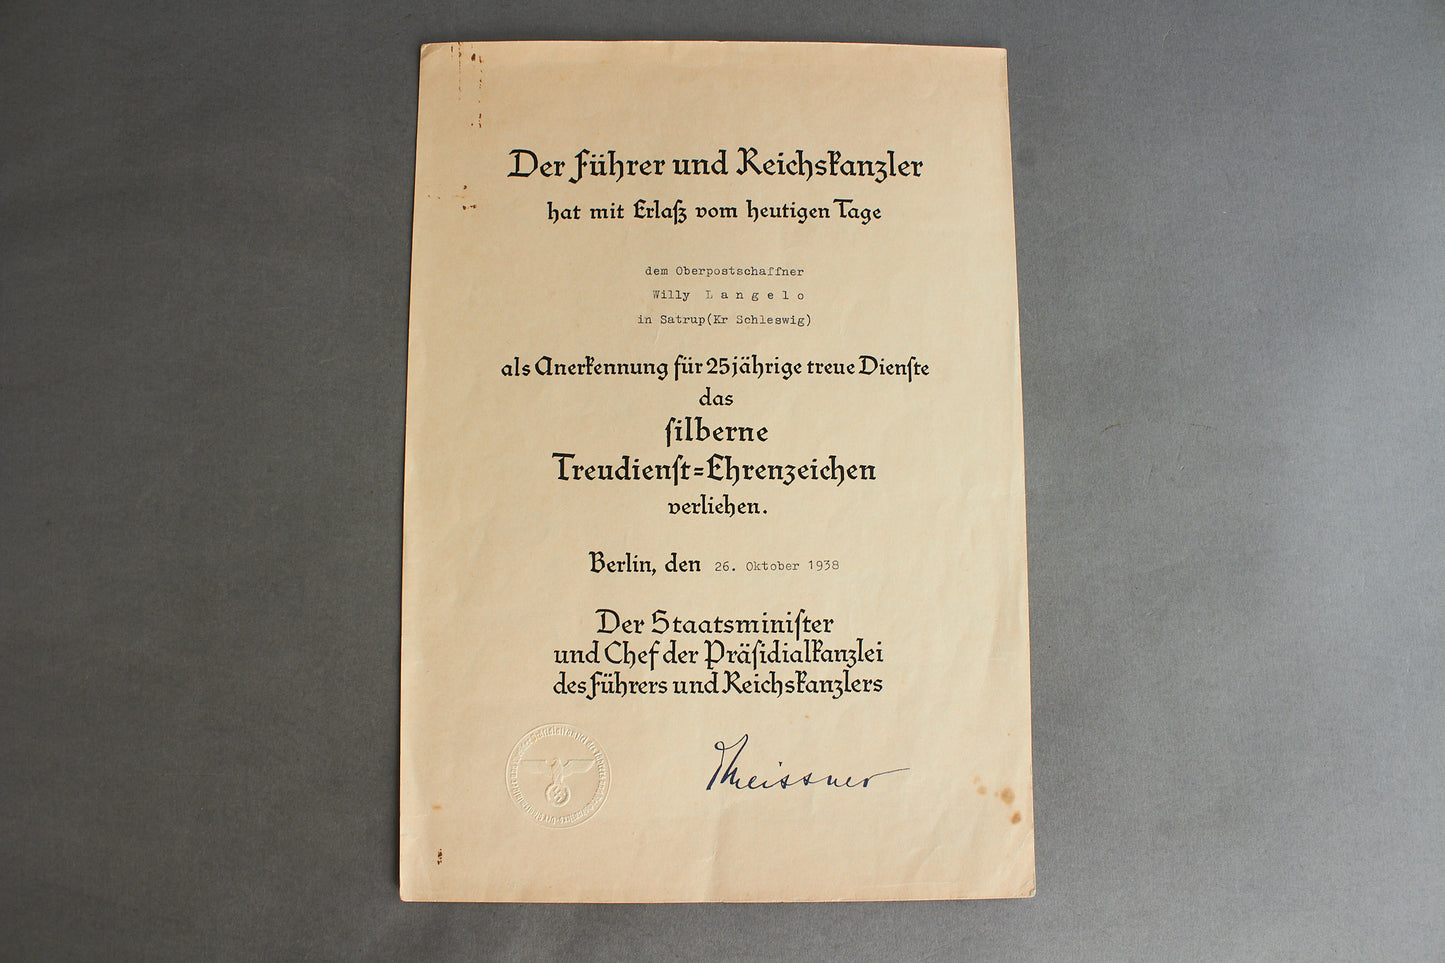 Der Führer und Reichskanzler
hat mit Erlaß vom heutigen Tage
dem Oberpostschaffner
Willy L a n g e l o
in Satrup(Kr Schleswig)
als Anerkennung für 25jährige treue Dienste
das
silberne
Treudienst=Ehrenzeichen
verliehen.
Berlin, den 26. Oktober 1938
Der Staatsminister
und Chef der Präsidialkanzlei
des Führers und Reichskanzlers
Meissner